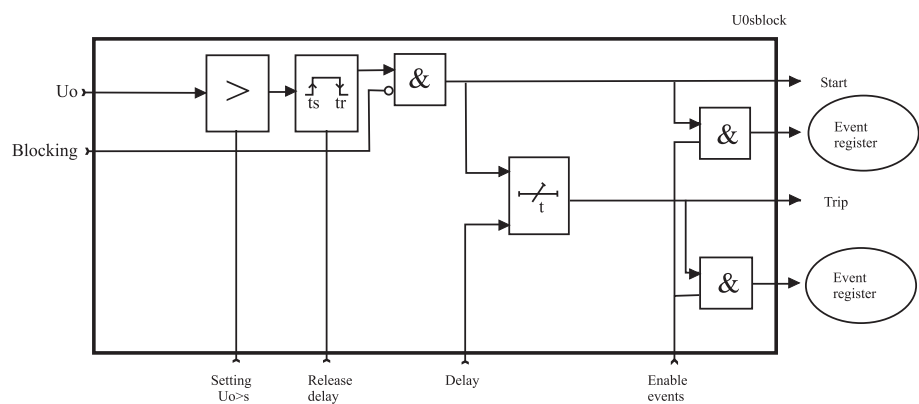 U0sblock
Uo
>
ts tr
&
Start
Blocking
&
Event
register
t
Trip
&
Event
register
Setting
Uo>s
Release
delay
Delay
Enable
events